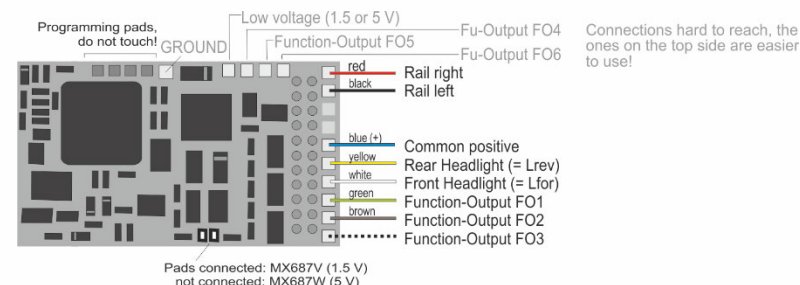 Programming pads,
do not touch!
GROUND
Low voltage (1.5 or 5 V)
Function-Output FO5
Fu-Output FO4
Fu-Output FO6
Connections hard to reach, the
ones on the top side are easier
to use!
red Rail right
black Rail left
blue (+) Common positive
yellow Rear Headlight (= Lrev)
white Front Headlight (= Lfor)
green Function-Output FO1
brown Function-Output FO2
Function-Output FO3
Pads connected: MX687V (1.5 V)
not connected: MX687W (5 V)